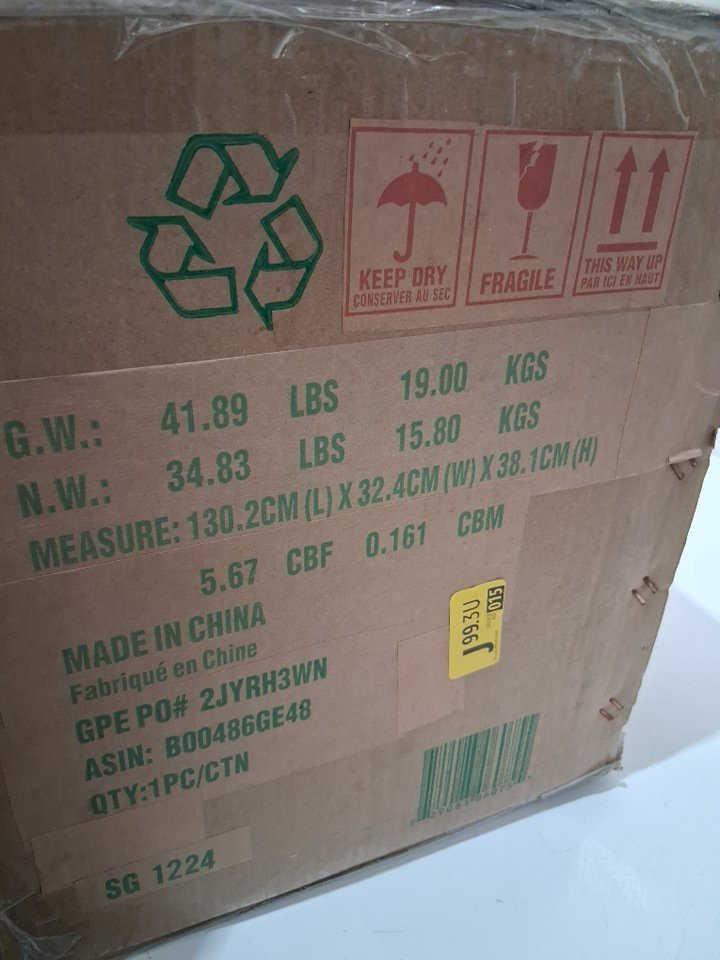 KEEP DRY
CONSERVER AU SEC
FRAGILE
THIS WAY UP
PAR ICI EN HAUT
G.W.: 41.89 LBS 19.00 KGS
N.W.: 34.83 LBS 15.80 KGS
MEASURE: 130.2CM (L) X 32.4CM (W) X 38.1CM (H)
5.67 CBF 0.161 CBM
MADE IN CHINA
Fabriqué en Chine
GPE PO# 2JYRH3WN
ASIN: B00486GE48
QTY:1PC/CTN
SG 1224
J99.3U
015